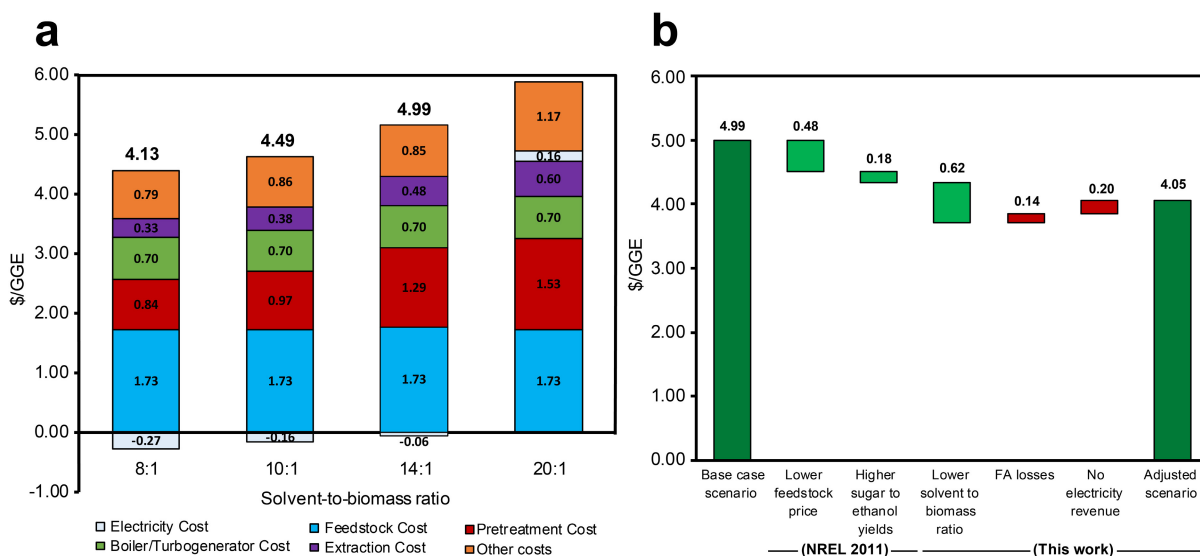 a
6.00
5.00
4.00
3.00
2.00
1.00
0.00
-1.00
$/GGE
4.13
0.79
0.33
0.70
0.84
1.73
-0.27
4.49
0.86
0.38
0.70
0.97
1.73
-0.16
4.99
0.85
0.48
0.70
1.29
1.73
-0.06
1.17
0.16
0.60
0.70
1.53
1.73
8:1
10:1
14:1
20:1
Solvent-to-biomass ratio
Electricity Cost
Feedstock Cost
Pretreatment Cost
Boiler/Turbogenerator Cost
Extraction Cost
Other costs
b
6.00
5.00
4.00
3.00
2.00
1.00
0.00
$/GGE
4.99
0.48
0.18
0.62
0.14
0.20
4.05
Base case
scenario
Lower
feedstock
price
Higher
sugar to
ethanol
yields
Lower
solvent to
biomass
ratio
FA losses
No
electricity
revenue
Adjusted
scenario
(NREL 2011)
(This work)